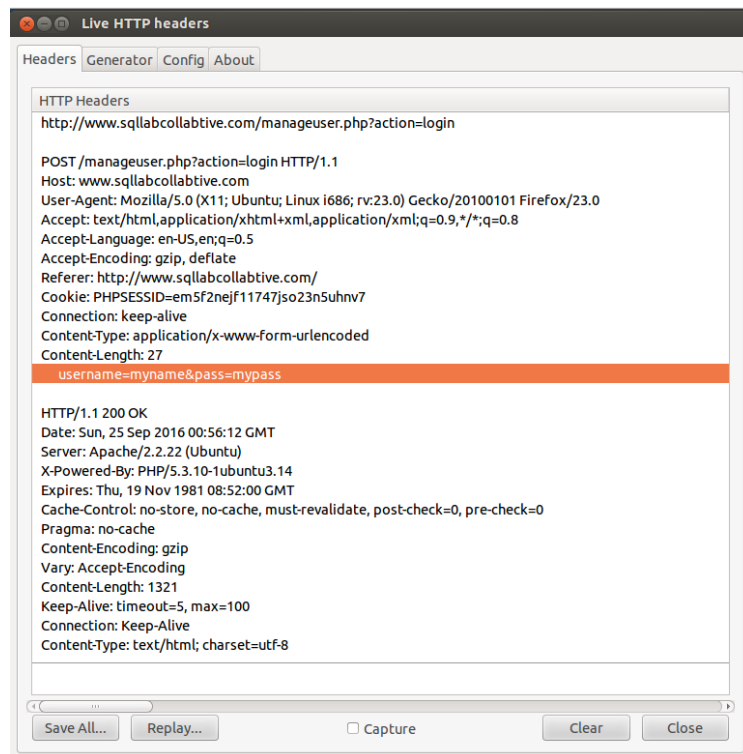 Live HTTP headers
Headers Generator Config About
HTTP Headers
http://www.sqllabcollabtive.com/manageuser.php?action=login
POST /manageuser.php?action=login HTTP/1.1
Host: www.sqllabcollabtive.com
User-Agent: Mozilla/5.0 (X11; Ubuntu; Linux i686; rv:23.0) Gecko/20100101 Firefox/23.0
Accept: text/html,application/xhtml+xml,application/xml;q=0.9,*/*;q=0.8
Accept-Language: en-US,en;q=0.5
Accept-Encoding: gzip, deflate
Referer: http://www.sqllabcollabtive.com/
Cookie: PHPSESSID=em5f2nejf11747jso23n5uhnv7
Connection: keep-alive
Content-Type: application/x-www-form-urlencoded
Content-Length: 27
username=myname&pass=mypass
HTTP/1.1 200 OK
Date: Sun, 25 Sep 2016 00:56:12 GMT
Server: Apache/2.2.22 (Ubuntu)
X-Powered-By: PHP/5.3.10-1ubuntu3.14
Expires: Thu, 19 Nov 1981 08:52:00 GMT
Cache-Control: no-store, no-cache, must-revalidate, post-check=0, pre-check=0
Pragma: no-cache
Content-Encoding: gzip
Vary: Accept-Encoding
Content-Length: 1321
Keep-Alive: timeout=5, max=100
Connection: Keep-Alive
Content-Type: text/html; charset=utf-8
Save All... Replay... Capture Clear Close